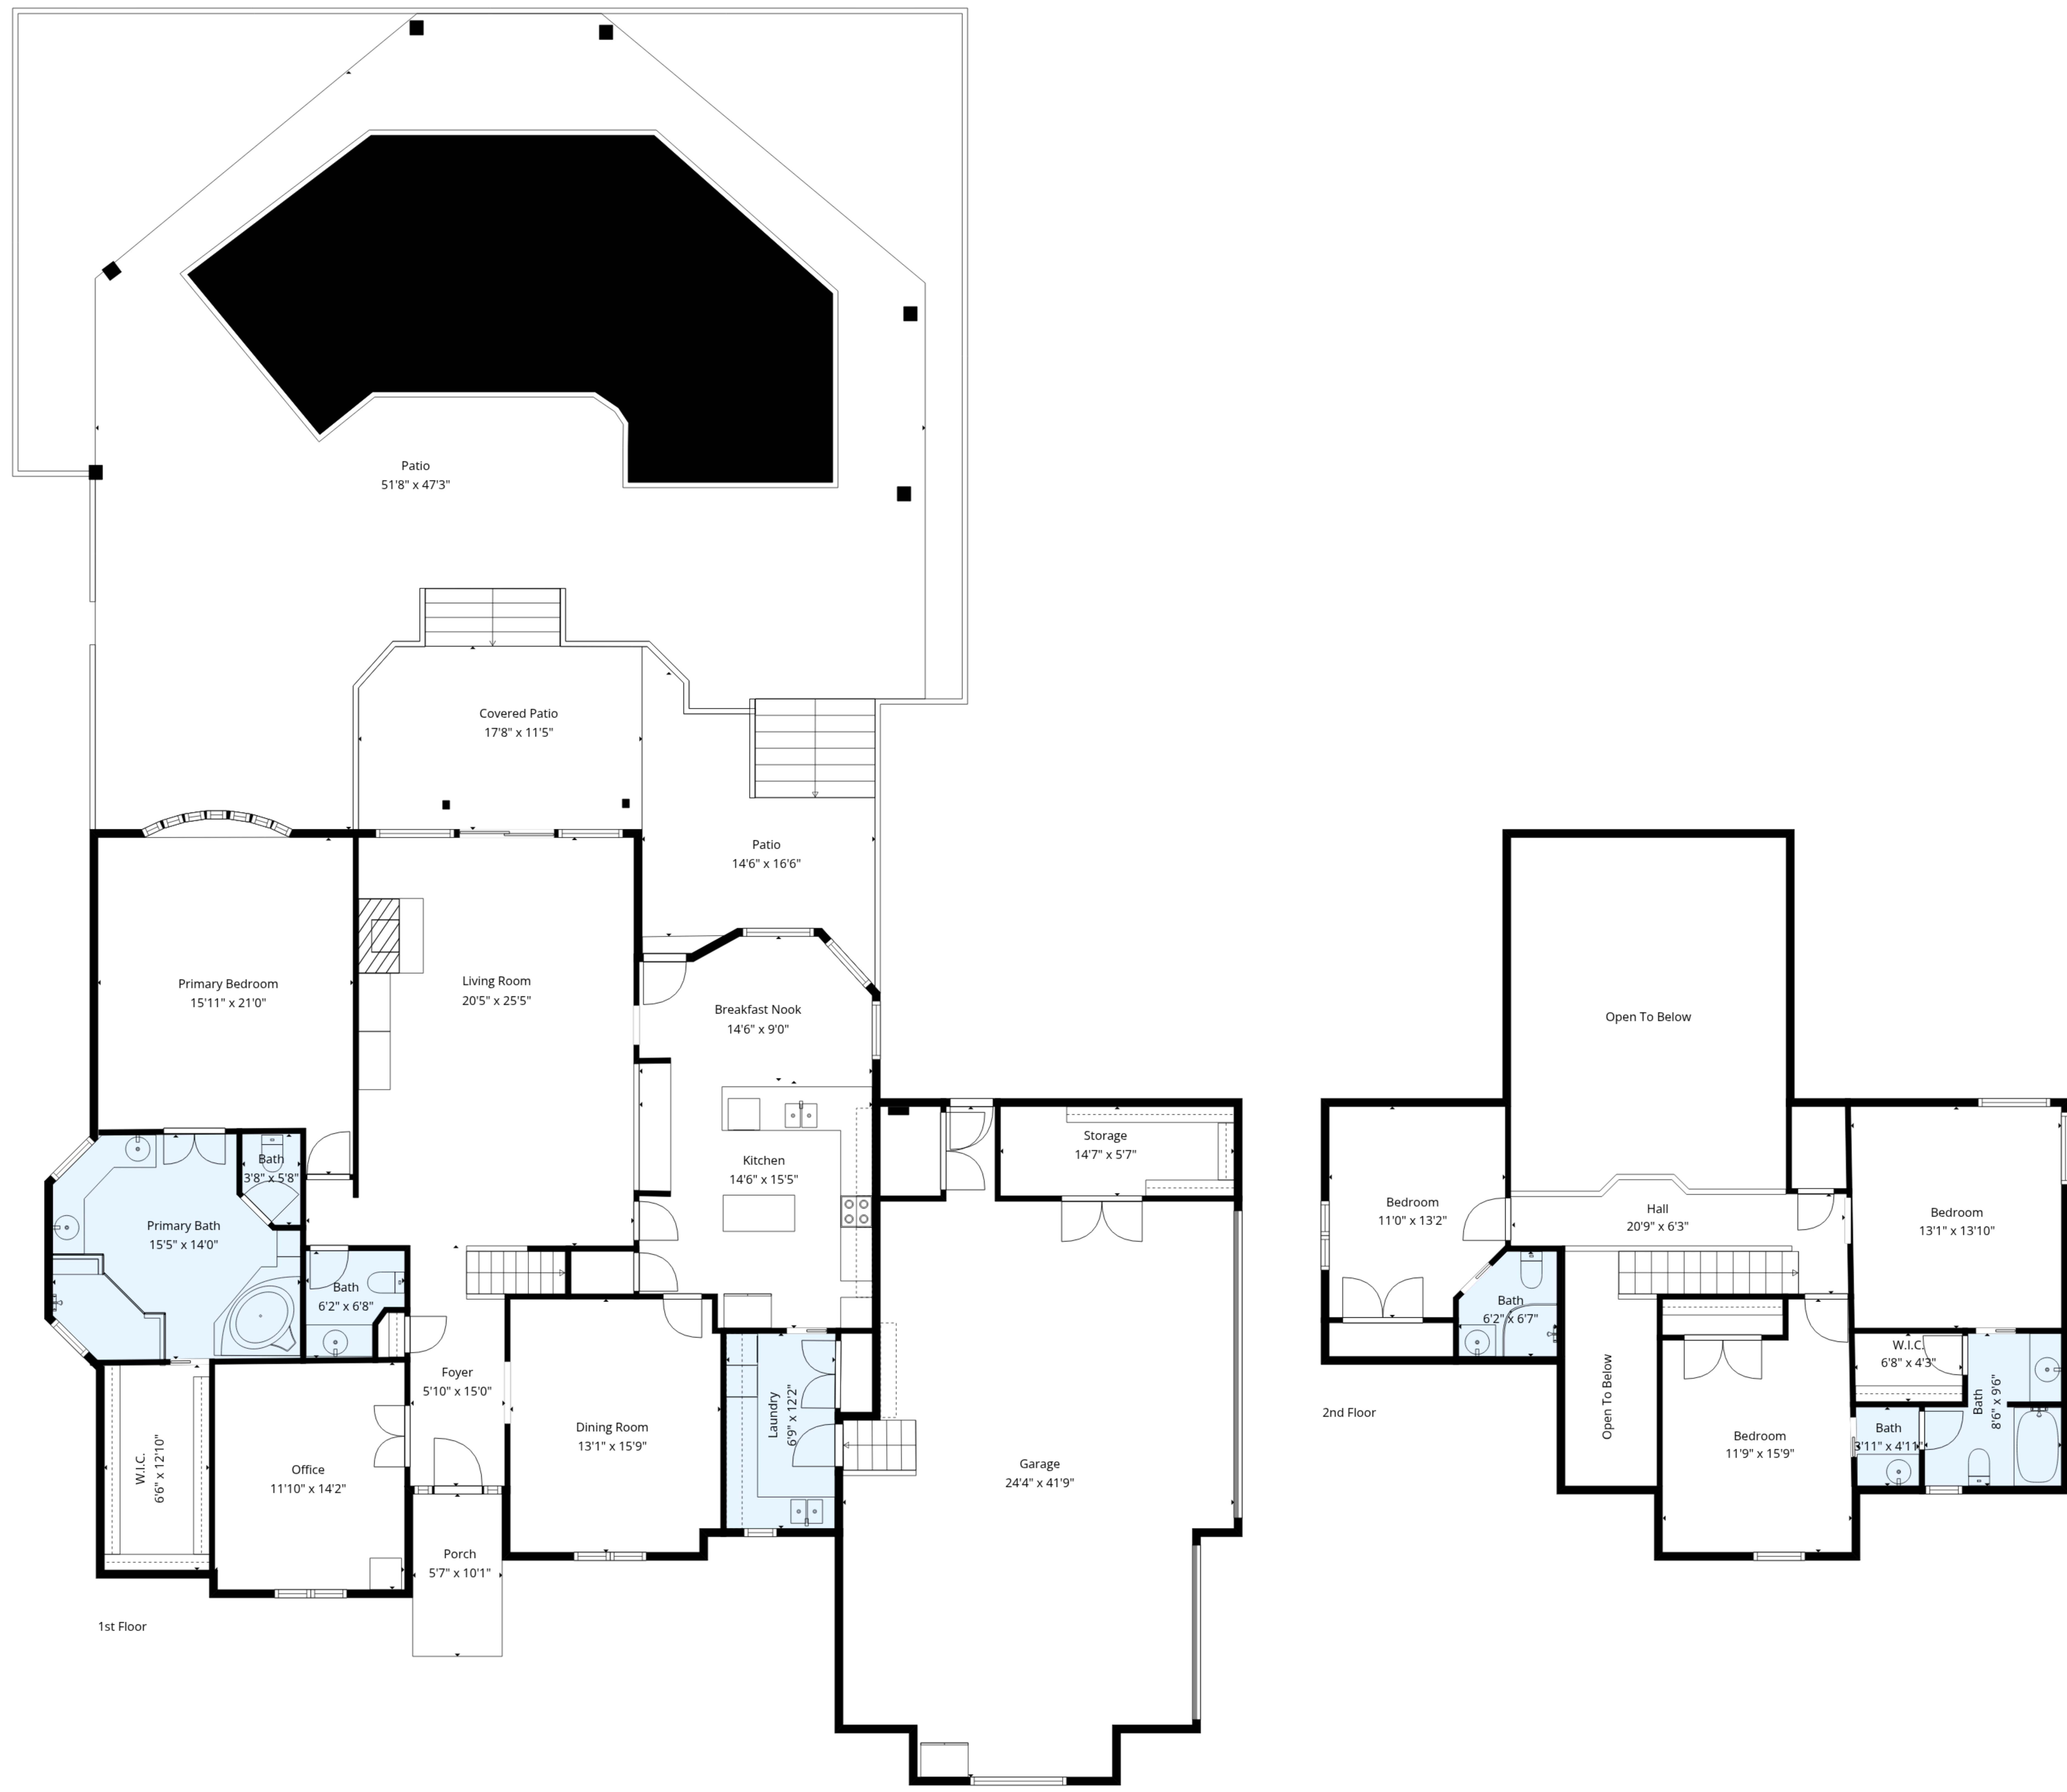 Patio
51'8" x 47'3"
Covered Patio
17'8" x 11'5"
Patio
14'6" x 16'6"
Primary Bedroom
15'11" x 21'0"
Living Room
20'5" x 25'5"
Breakfast Nook
14'6" x 9'0"
Storage
14'7" x 5'7"
Kitchen
14'6" x 15'5"
Bath
3'8" x 5'8"
Primary Bath
15'5" x 14'0"
Bath
6'2" x 6'8"
Foyer
5'10" x 15'0"
Dining Room
13'1" x 15'9"
Laundry
6'9" x 12'2"
Garage
24'4" x 41'9"
W.I.C.
6'6" x 12'10"
Office
11'10" x 14'2"
Porch
5'7" x 10'1"
1st Floor
Open To Below
Bedroom
11'0" x 13'2"
Hall
20'9" x 6'3"
Bedroom
13'1" x 13'10"
Bath
6'2" x 6'7"
W.I.C.
6'8" x 4'3"
Bath
8'6" x 9'6"
Open To Below
Bedroom
11'9" x 15'9"
Bath
3'11" x 4'11"
2nd Floor